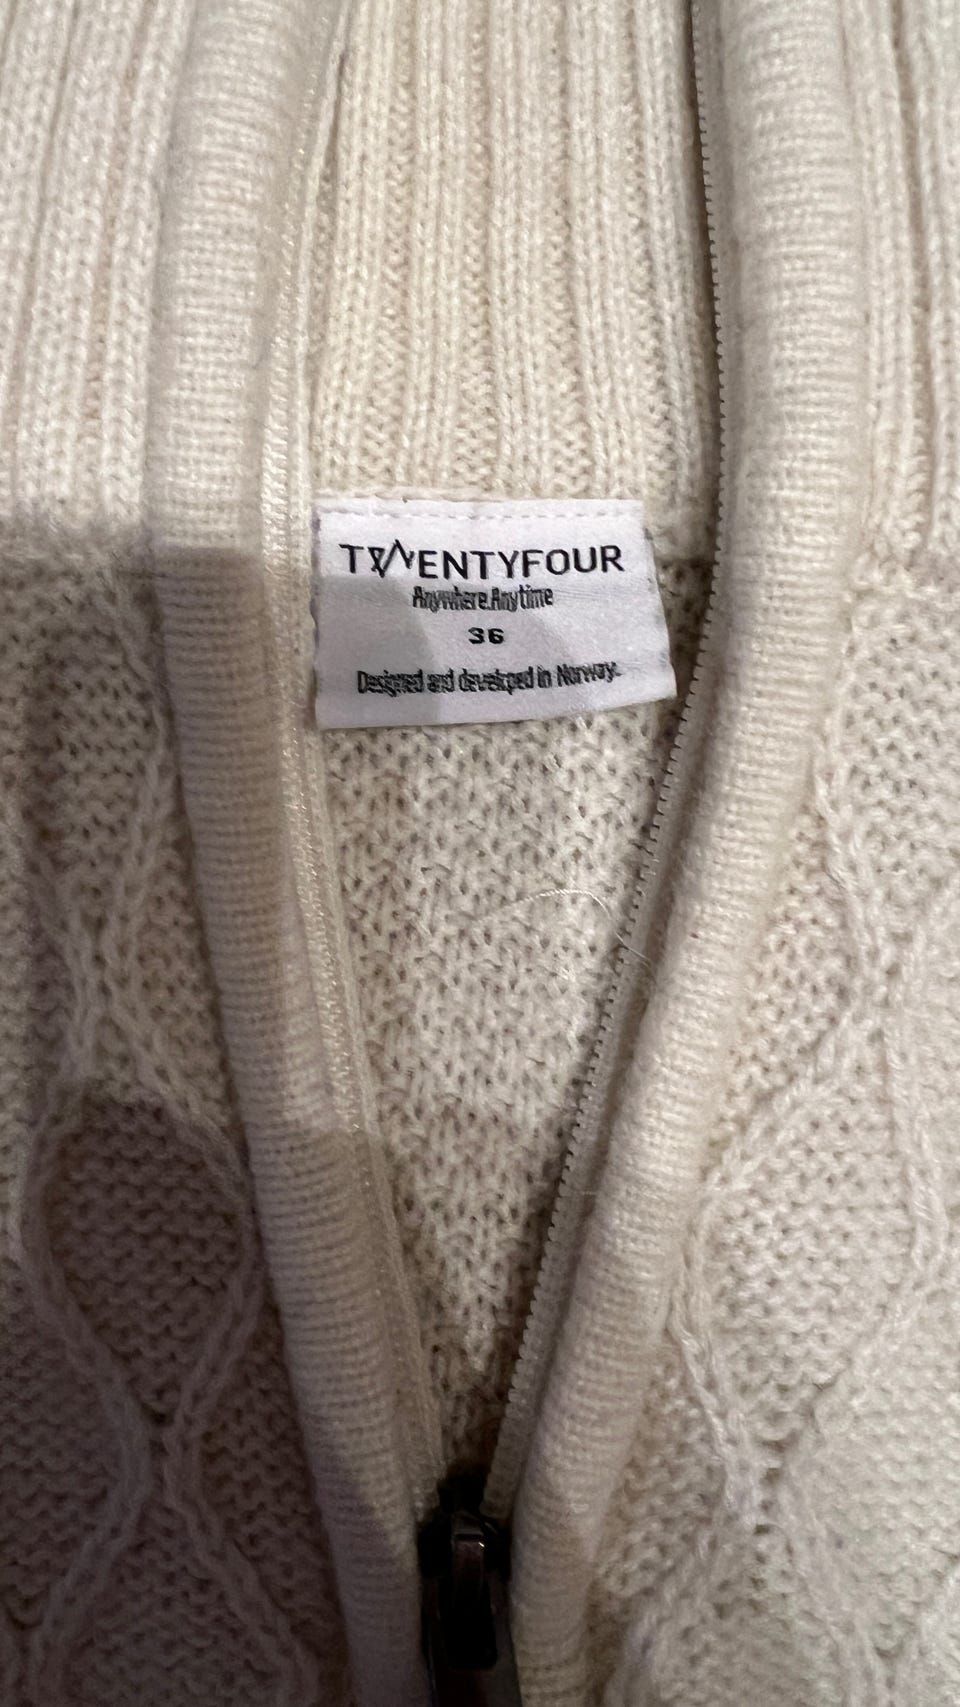 TWENTYFOUR
Anywhere.Anytime
36
Designed and developed in Norway.